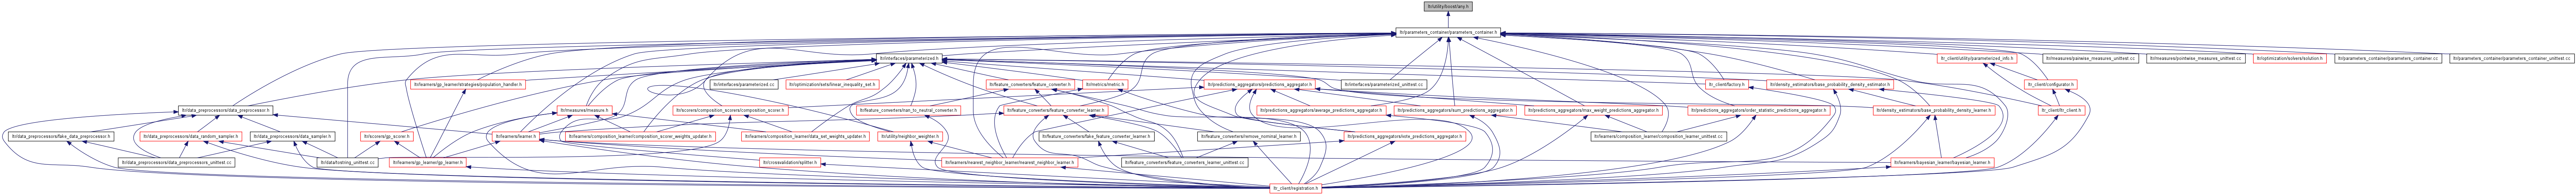 ltr/utility/boost/any.h
ltr/parameters_container/parameters_container.h
ltr/interfaces/parameterized.h
ltr_client/utility/parameterized_info.h
ltr/measures/pairwise_measures_unittest.cc
ltr/measures/pointwise_measures_unittest.cc
ltr/optimization/solvers/solution.h
ltr/parameters_container/parameters_container.cc
ltr/parameters_container/parameters_container_unittest.cc
ltr/learners/gp_learner/strategies/population_handler.h
ltr/interfaces/parameterized.cc
ltr/optimization/sets/linear_inequality_set.h
ltr/feature_converters/feature_converter.h
ltr/metrics/metric.h
ltr/predictions_aggregators/predictions_aggregator.h
ltr/interfaces/parameterized_unittest.cc
ltr_client/factory.h
ltr/density_estimators/base_probability_density_estimator.h
ltr_client/configurator.h
ltr/data_preprocessors/data_preprocessor.h
ltr/measures/measure.h
ltr/scorers/composition_scorers/composition_scorer.h
ltr/feature_converters/nan_to_neutral_converter.h
ltr/feature_converters/feature_converter_learner.h
ltr/predictions_aggregators/average_predictions_aggregator.h
ltr/predictions_aggregators/sum_predictions_aggregator.h
ltr/predictions_aggregators/max_weight_predictions_aggregator.h
ltr/predictions_aggregators/order_statistic_predictions_aggregator.h
ltr/density_estimators/base_probability_density_learner.h
ltr_client/ltr_client.h
ltr/data_preprocessors/fake_data_preprocessor.h
ltr/data_preprocessors/data_random_sampler.h
ltr/data_preprocessors/data_sampler.h
ltr/scorers/gp_scorer.h
ltr/learners/learner.h
ltr/learners/composition_learner/composition_scorer_weights_updater.h
ltr/learners/composition_learner/data_set_weights_updater.h
ltr/utility/neighbor_weighter.h
ltr/feature_converters/fake_feature_converter_learner.h
ltr/feature_converters/remove_nominal_learner.h
ltr/predictions_aggregators/vote_predictions_aggregator.h
ltr/learners/composition_learner/composition_learner_unittest.cc
ltr/data_preprocessors/data_preprocessors_unittest.cc
ltr/data/testing_unittest.cc
ltr/learners/gp_learner/gp_learner.h
ltr/crossvalidation/splitter.h
ltr/learners/nearest_neighbor_learner/nearest_neighbor_learner.h
ltr/feature_converters/feature_converters_learner_unittest.cc
ltr/learners/bayesian_learner/bayesian_learner.h
ltr_client/registration.h